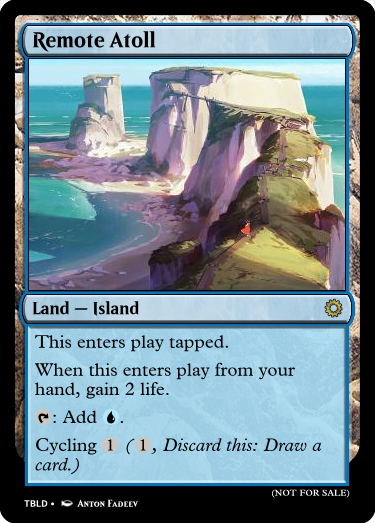 Remote Atoll
Land — Island
This enters play tapped.
When this enters play from your
hand, gain 2 life.
: Add .
Cycling 1 ( 1 , Discard this: Draw a
card.)
(NOT FOR SALE)
TBLD • Anton Fadeev